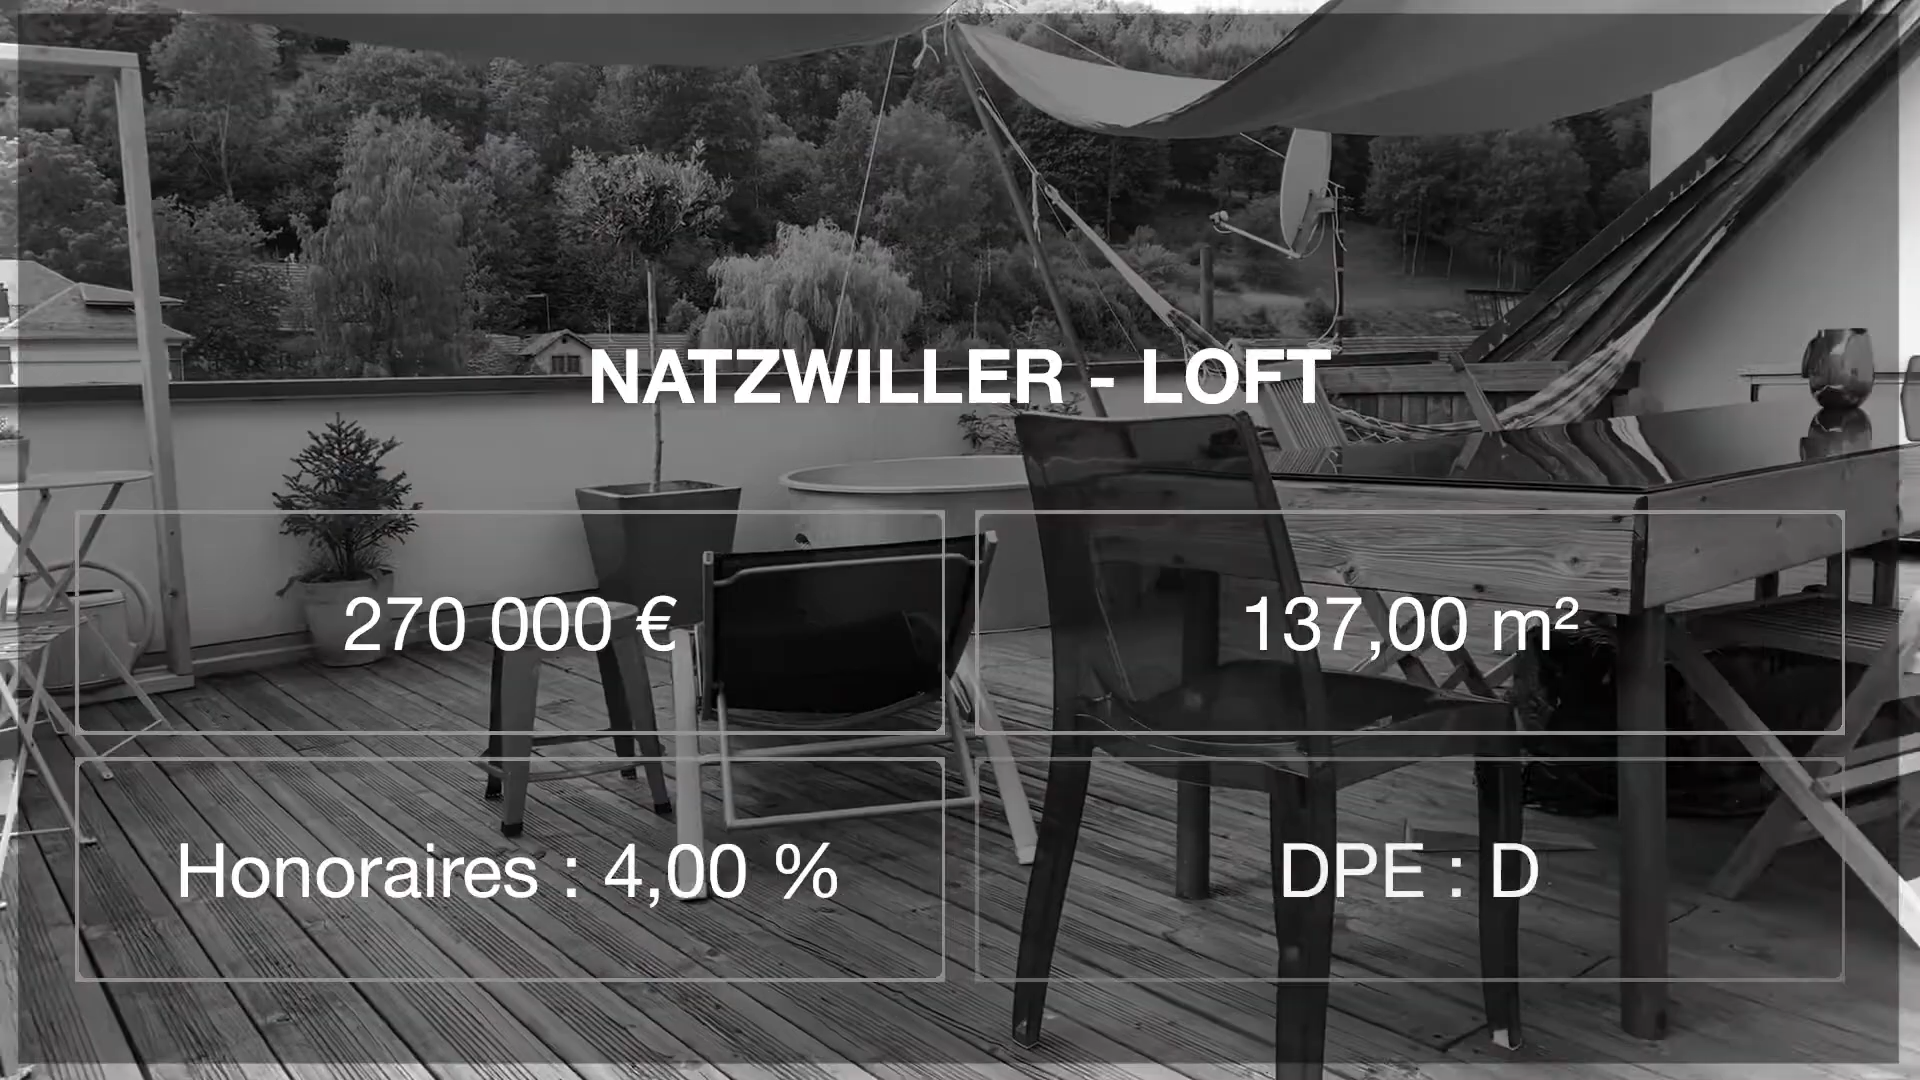 NATZWILLER - LOFT
270 000 €
137,00 m²
Honoraires : 4,00 %
DPE : D